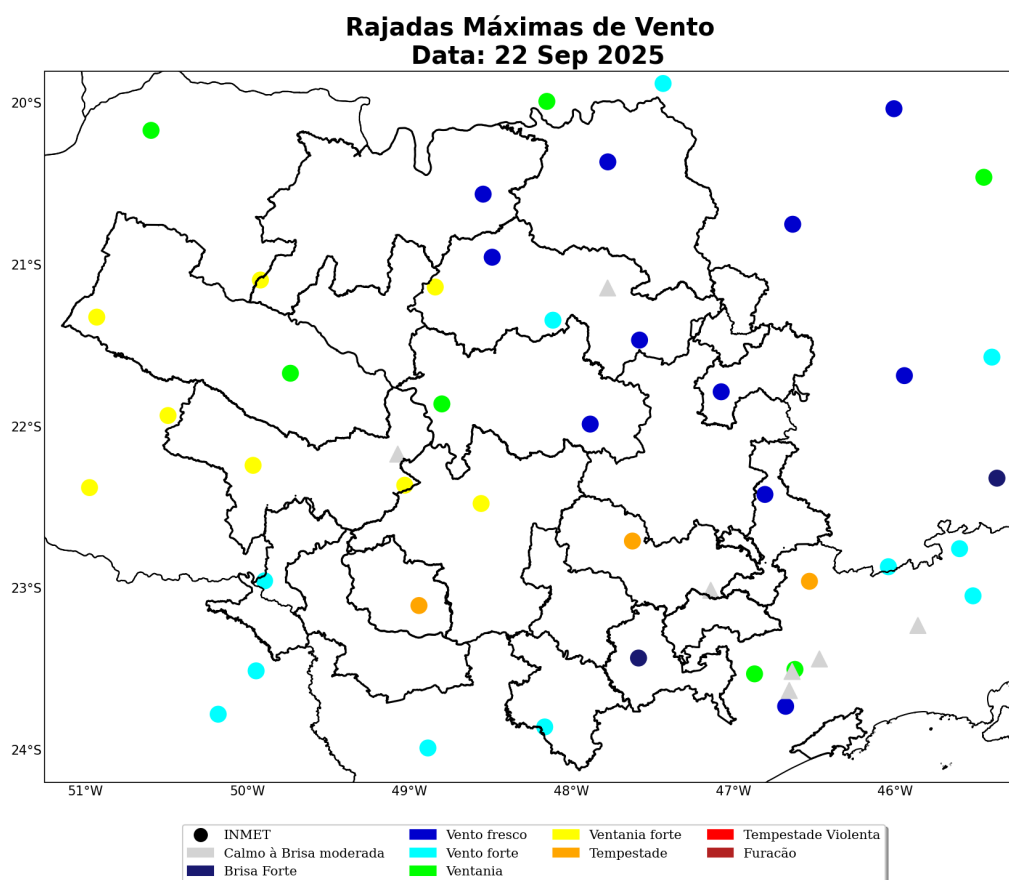 Rajadas Máximas de Vento
Data: 22 Sep 2025
20°S
21°S
22°S
23°S
24°S
51°W 50°W 49°W 48°W 47°W 46°W
INMET Vento fresco Ventania forte Tempestade Violenta
Calmo à Brisa moderada Vento forte Tempestade Furacão
Brisa Forte Ventania